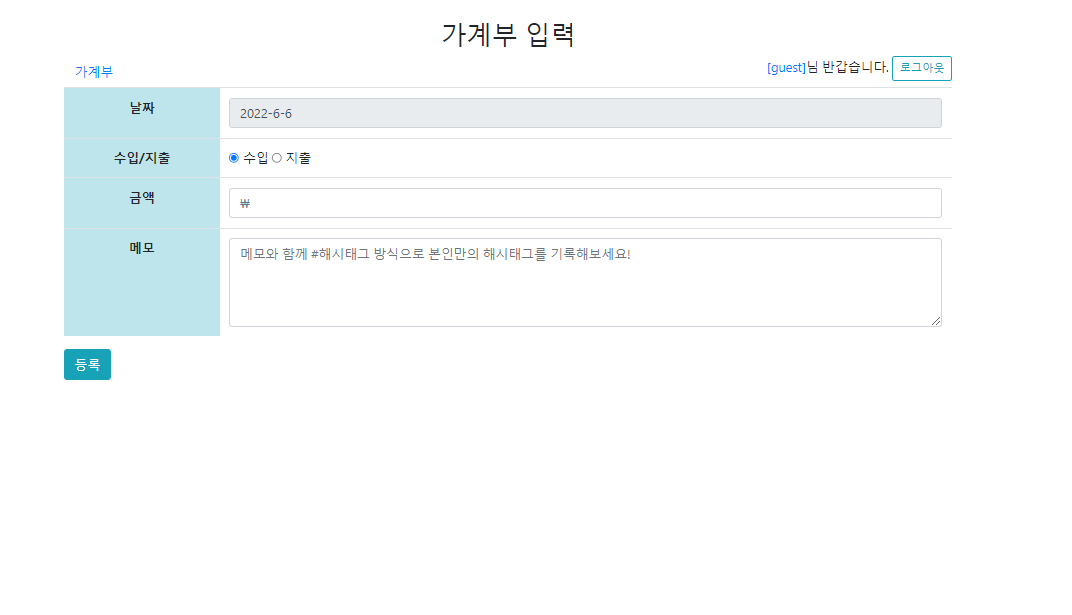 가계부 입력
가계부
[guest]님 반갑습니다. 로그아웃
날짜 2022-6-6
수입/지출 수입 지출
금액 ₩
메모 메모와 함께 #해시태그 방식으로 본인만의 해시태그를 기록해보세요!
등록